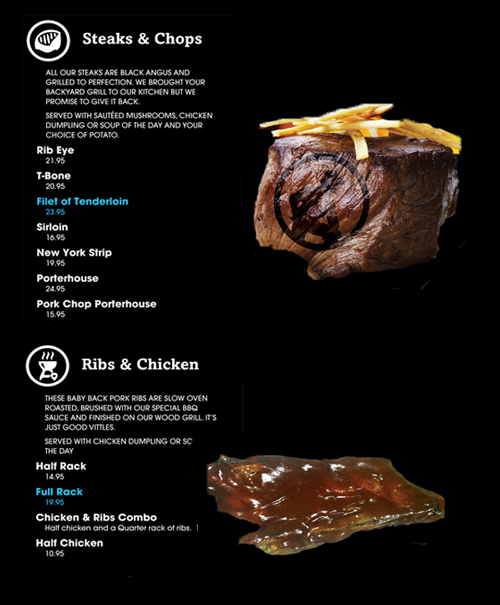 Steaks & Chops
ALL OUR STEAKS ARE BLACK ANGUS AND
GRILLED TO PERFECTION. WE BROUGHT YOUR
BACKYARD GRILL TO OUR KITCHEN BUT WE
PROMISE TO GIVE IT BACK.
SERVED WITH SAUTÉED MUSHROOMS, CHICKEN
DUMPLING OR SOUP OF THE DAY AND YOUR
CHOICE OF POTATO.
Rib Eye
21.95
T-Bone
20.95
Filet of Tenderloin
23.95
Sirloin
16.95
New York Strip
19.95
Porterhouse
24.95
Pork Chop Porterhouse
15.95
Ribs & Chicken
THESE BABY BACK PORK RIBS ARE SLOW OVEN
ROASTED, BRUSHED WITH OUR SPECIAL BBQ
SAUCE AND FINISHED ON OUR WOOD GRILL. IT'S
JUST GOOD VITTLES.
SERVED WITH CHICKEN DUMPLING OR
THE DAY
Half Rack
14.95
Full Rack
19.95
Chicken & Ribs Combo
Half chicken and a Quarter rack of ribs.
Half Chicken
10.95